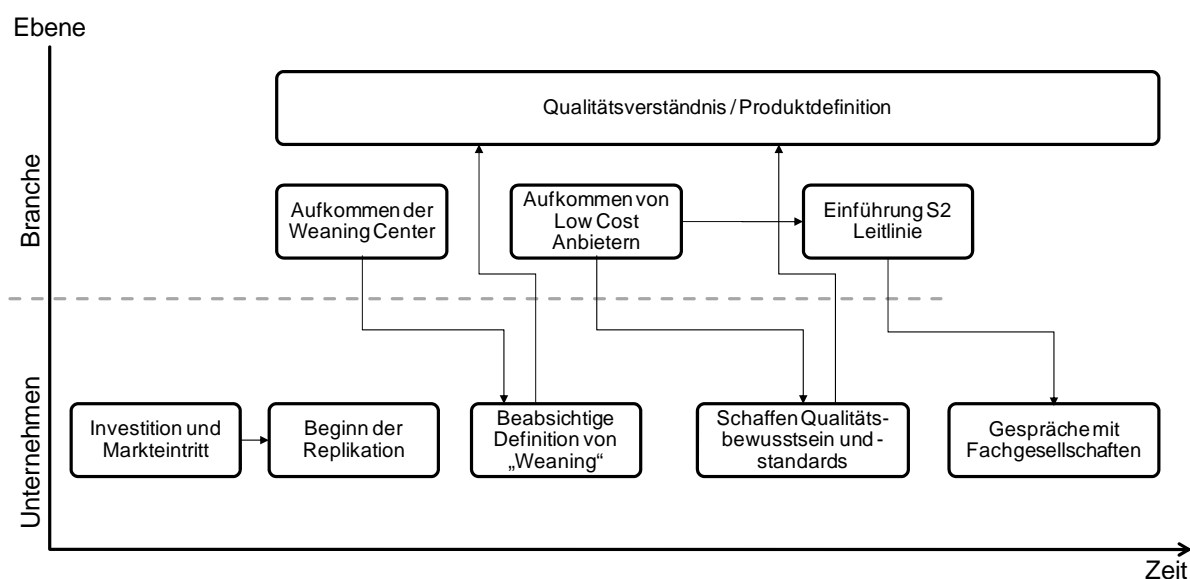 Ebene
Qualitätsverständnis / Produktdefinition
Branche
Aufkommen der
Weaning Center
Aufkommen von
Low Cost
Anbietern
Einführung S2
Leitlinie
Unternehmen
Investition und
Markteintritt
Beginn der
Replikation
Beabsichtige
Definition von
„Weaning“
Schaffen Qualitäts-
bewusstsein und -
standards
Gespräche mit
Fachgesellschaften
Zeit